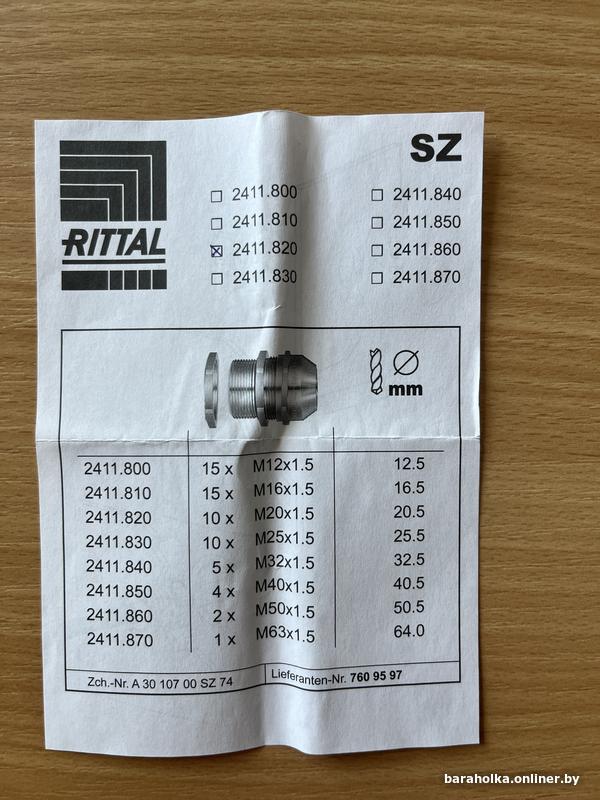 RITTAL
SZ
2411.800 2411.840
2411.810 2411.850
2411.820 2411.860
2411.830 2411.870
mm
2411.800 15 x M12x1.5 12.5
2411.810 15 x M16x1.5 16.5
2411.820 10 x M20x1.5 20.5
2411.830 10 x M25x1.5 25.5
2411.840 5 x M32x1.5 32.5
2411.850 4 x M40x1.5 40.5
2411.860 2 x M50x1.5 50.5
2411.870 1 x M63x1.5 64.0
Zch.-Nr. A 30 107 00 SZ 74 Lieferanten-Nr. 760 95 97
baraholka.onliner.by